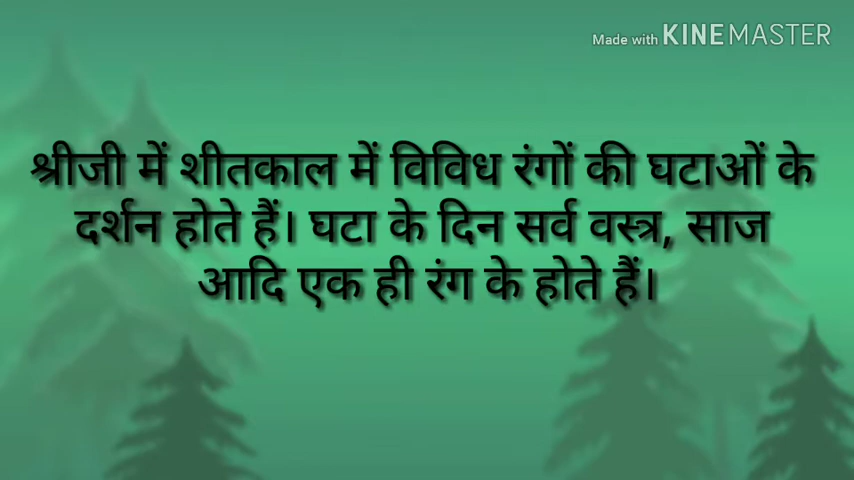 Made with KINEMASTER
श्रीजी में शीतकाल में विविध रंगों की घटाओं के
दर्शन होते हैं। घटा के दिन सर्व वस्त्र, साज
आदि एक ही रंग के होते हैं।